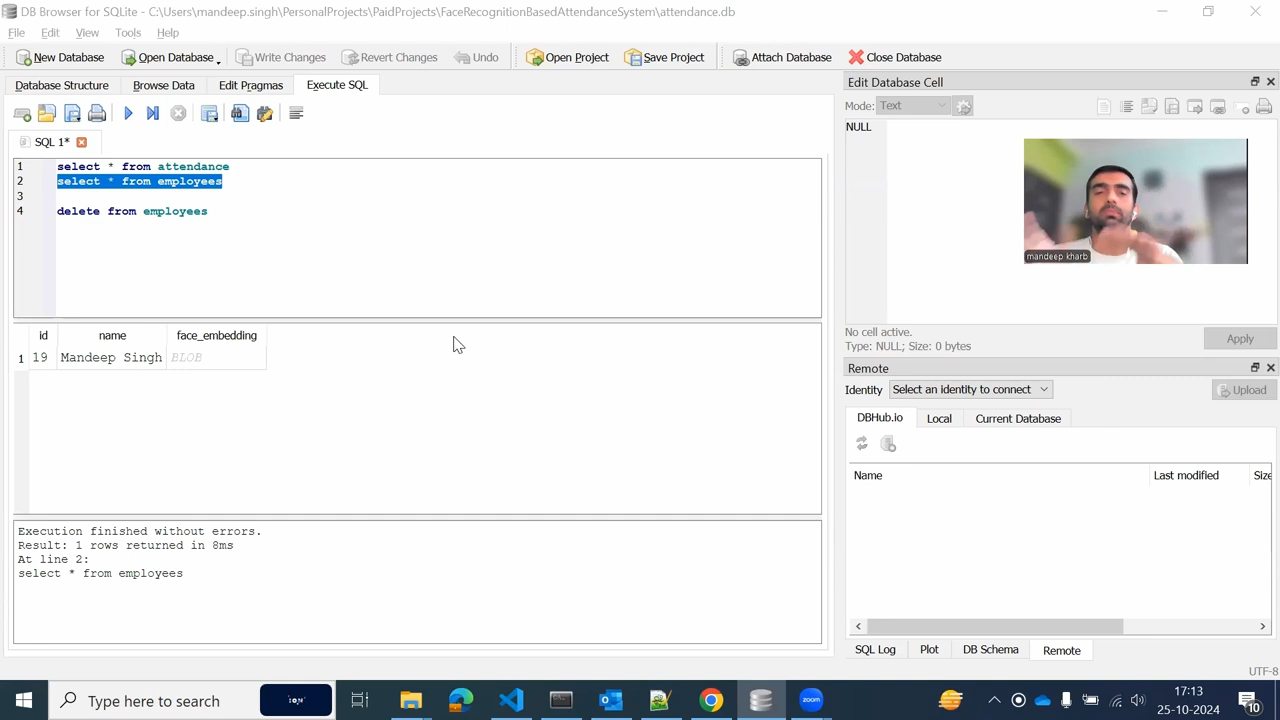 DB Browser for SQLite - C:\Users\mandeep.singh\PersonalProjects\PaidProjects\FaceRecognitionBasedAttendanceSystem\attendance.db
File Edit View Tools Help
New Database Open Database Write Changes Revert Changes Undo Open Project Save Project Attach Database Close Database
Database Structure Browse Data Edit Pragmas Execute SQL
SQL 1*
1 select * from attendance
2 select * from employees
3
4 delete from employees
id name face_embedding
1 19 Mandeep Singh BLOB
Execution finished without errors.
Result: 1 rows returned in 8ms
At line 2:
select * from employees
Edit Database Cell
Mode: Text
NULL
mandeep kharb
No cell active.
Type: NULL; Size: 0 bytes
Apply
Remote
Identity Select an identity to connect Upload
DBHub.io Local Current Database
Name Last modified Size
SQL Log Plot DB Schema Remote
UTF-8
Type here to search
17:13
25-10-2024
10
zoom